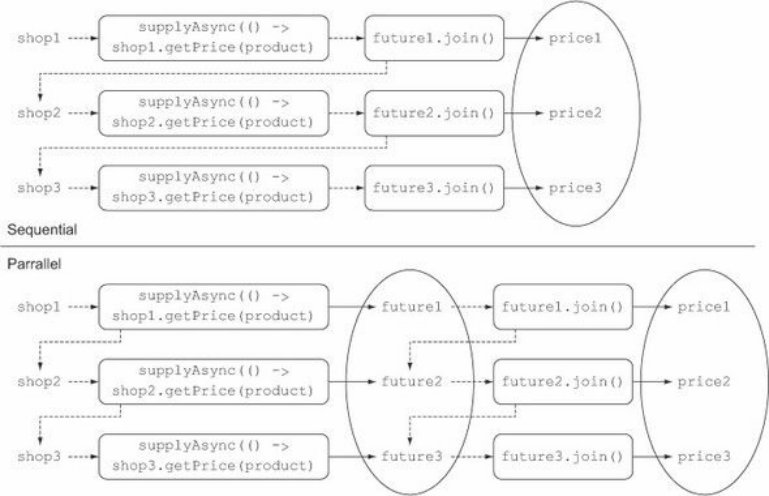 shop1 supplyAsync(() -> future1.join() price1
shop1.getPrice(product)
shop2 supplyAsync(() -> future2.join() price2
shop2.getPrice(product)
shop3 supplyAsync(() -> future3.join() price3
shop3.getPrice(product)
Sequential
Parrallel
shop1 supplyAsync(() -> future1 future1.join() price1
shop1.getPrice(product)
shop2 supplyAsync(() -> future2 future2.join() price2
shop2.getPrice(product)
shop3 supplyAsync(() -> future3 future3.join() price3
shop3.getPrice(product)